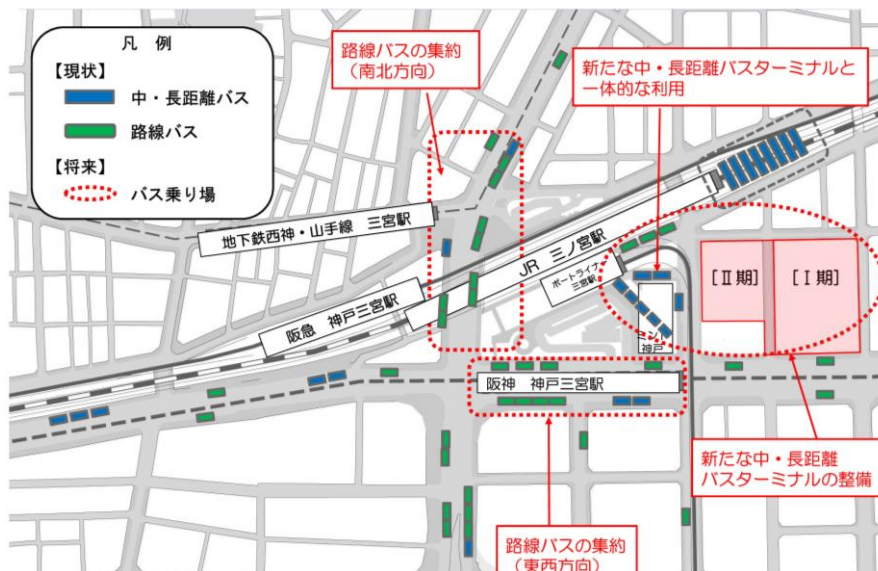 凡 例
【現状】
中・長距離バス
路線バス
【将来】
バス乗り場
路線バスの集約
（南北方向）
新たな中・長距離バスターミナルと
一体的な利用
地下鉄西神・山手線 三宮駅
JR 三ノ宮駅
ポートライナー
三宮駅
阪急 神戸三宮駅
［Ⅱ期］
［Ⅰ期］
ミント
神戸
阪神 神戸三宮駅
新たな中・長距離
バスターミナルの整備
路線バスの集約
（東西方向）